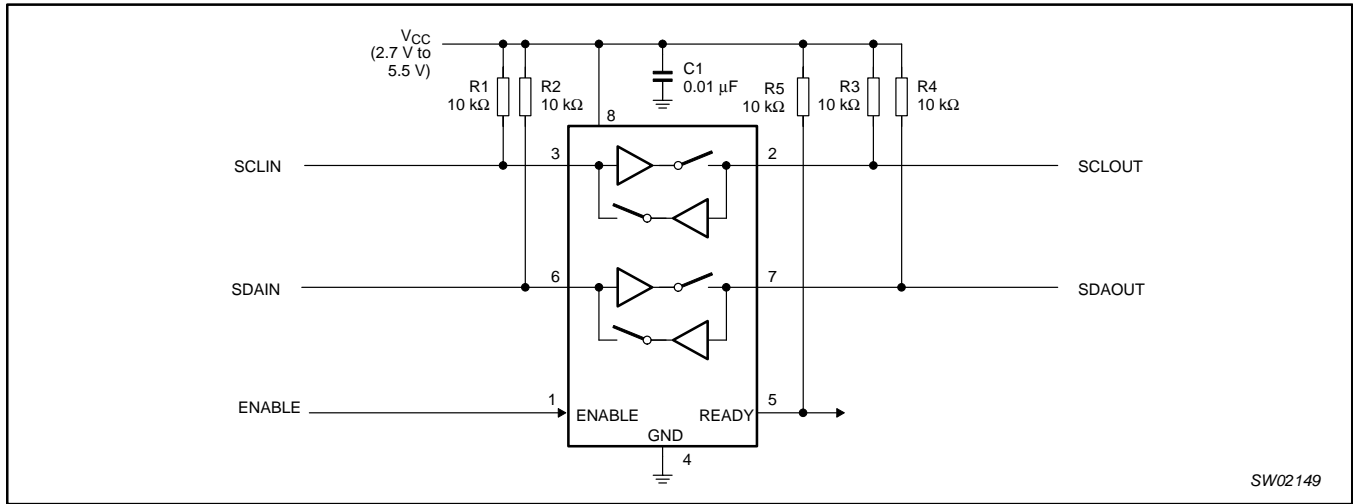 VCC
(2.7 V to
5.5 V)
R1
10 kΩ
R2
10 kΩ
C1
0.01 µF
R5
10 kΩ
R3
10 kΩ
R4
10 kΩ
8
SCLIN
3
2
SCLOUT
SDAIN
6
7
SDAOUT
ENABLE
1
ENABLE
READY
5
GND
4
SW02149